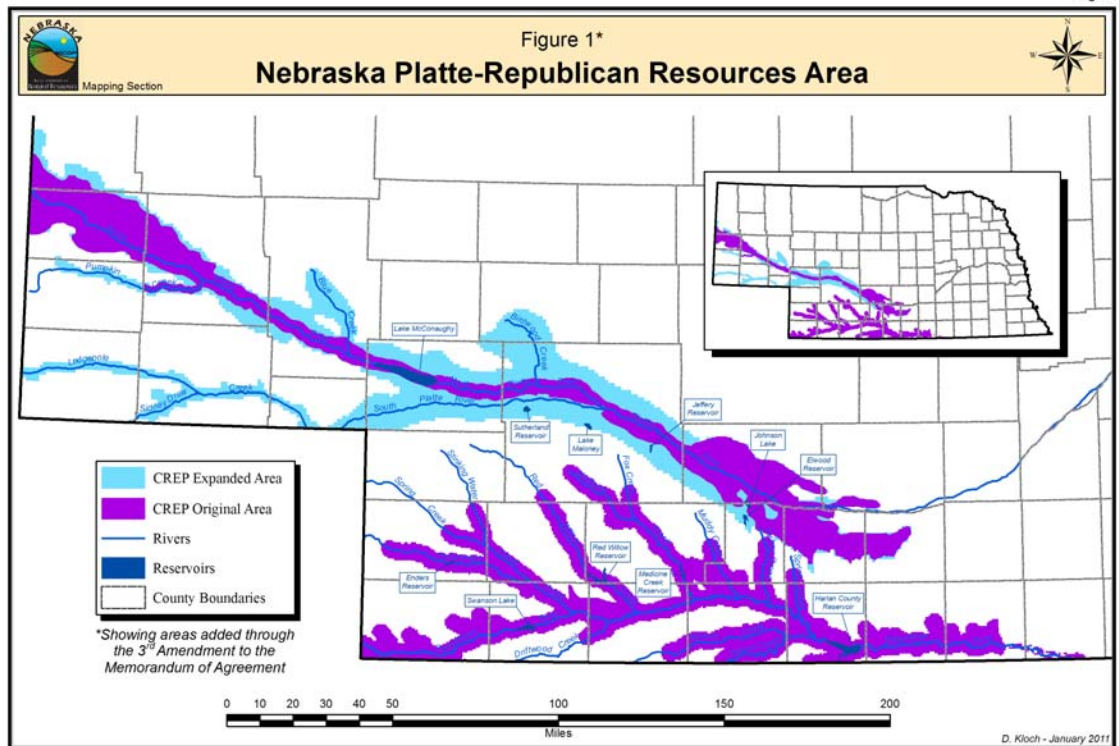 Figure 1*
Nebraska Platte-Republican Resources Area
NEBRASKA
Natural Resources
Mapping Section
N
W
E
S
Pumpkin
Creek
Blue
Creek
Lake McConaughy
Birdwood Creek
Lodgepole
Creek
Sidney Draw
South Platte River
Sutherland
Reservoir
Lake
Maloney
Jeffery
Reservoir
Johnson
Lake
Elwood
Reservoir
Stinking Water
Spring
Creek
Red
Fox Creek
Muddy
Enders
Reservoir
Red Willow
Reservoir
Medicine
Creek
Reservoir
Swanson Lake
Harlan County
Reservoir
Driftwood Creek
CREP Expanded Area
CREP Original Area
Rivers
Reservoirs
County Boundaries
*Showing areas added through
the 3rd Amendment to the
Memorandum of Agreement
0 10 20 30 40 50 100 150 200
Miles
D. Kloch - January 2011